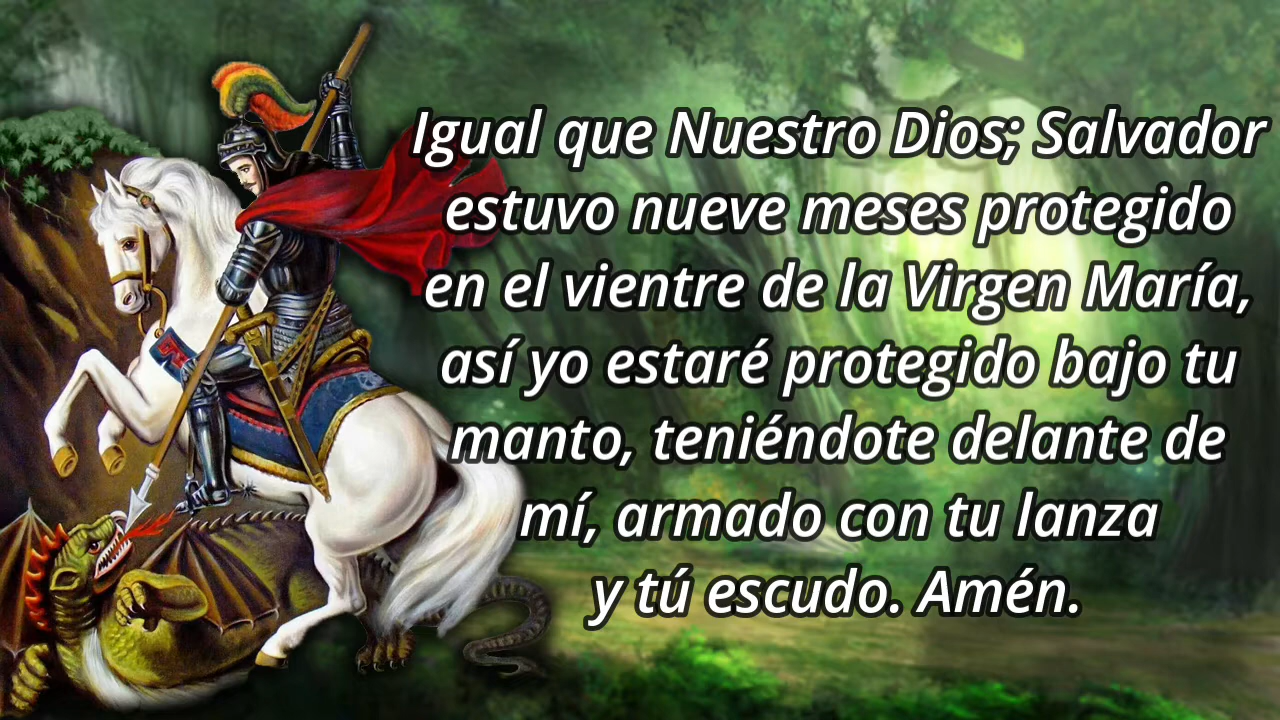 Igual que Nuestro Dios; Salvador
estuvo nueve meses protegido
en el vientre de la Virgen María,
así yo estaré protegido bajo tu
manto, teniéndote delante de
mí, armado con tu lanza
y tú escudo. Amén.